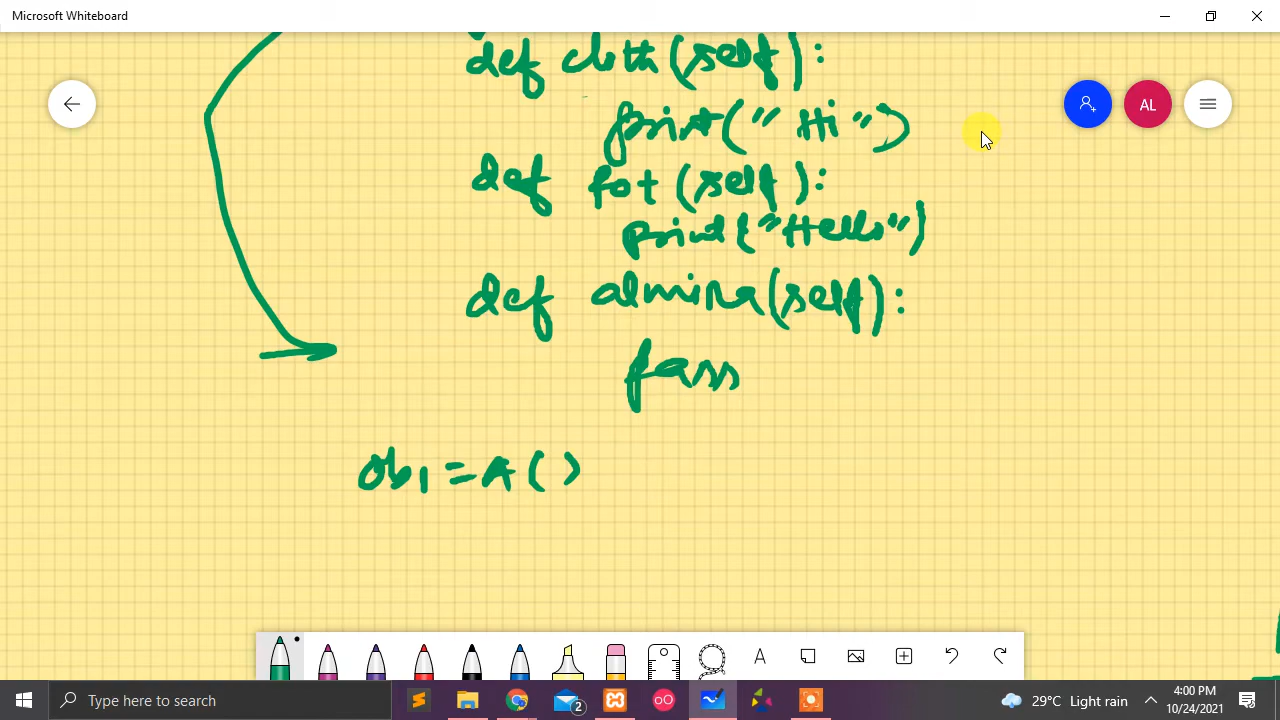 Microsoft Whiteboard
def cloth (self):
print(" Hi ")
AL
def fot (self):
print("Hello")
def almira(self):
pass
ob1 = A ( )
A
Type here to search
2
29°C Light rain
4:00 PM
10/24/2021